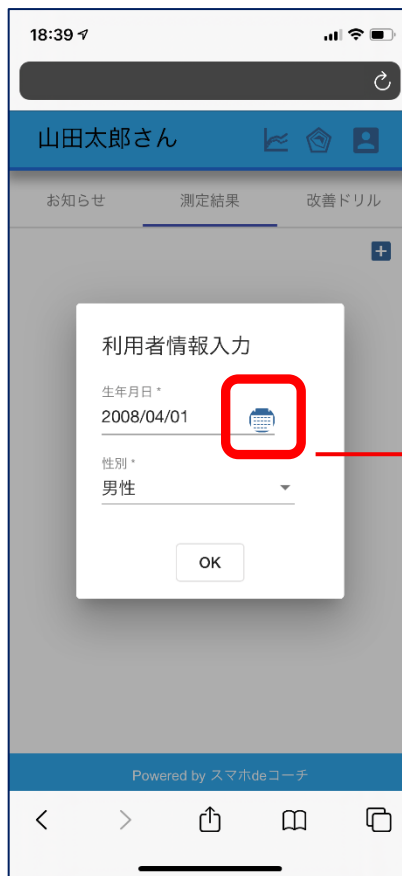 18:39
山田太郎さん
お知らせ 測定結果 改善ドリル
利用者情報入力
生年月日 *
2008/04/01
性別 *
男性
OK
Powered by スマホdeコーチ